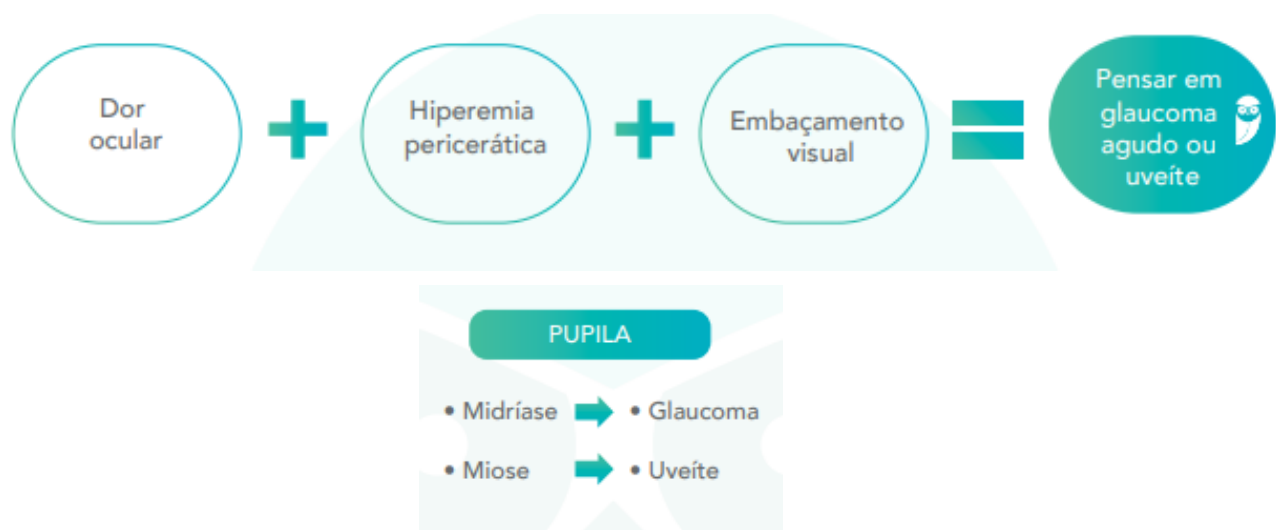 Dor
ocular
Hiperemia
pericerática
Embaçamento
visual
Pensar em
glaucoma
agudo ou
uveíte
PUPILA
• Midríase
• Glaucoma
• Miose
• Uveíte